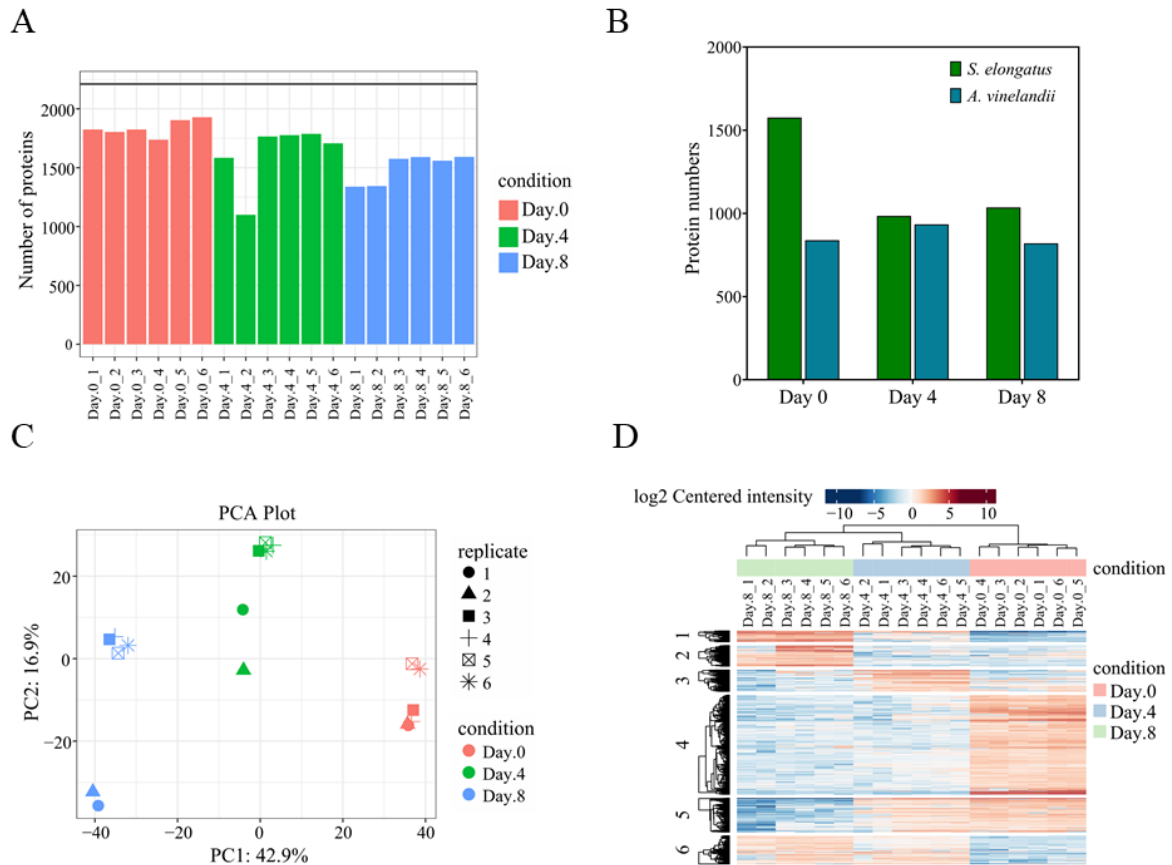 A
Number of proteins
2000
1500
1000
500
0
Day.0_1
Day.0_2
Day.0_3
Day.0_4
Day.0_5
Day.0_6
Day.4_1
Day.4_2
Day.4_3
Day.4_4
Day.4_5
Day.4_6
Day.8_1
Day.8_2
Day.8_3
Day.8_4
Day.8_5
Day.8_6
condition
Day.0
Day.4
Day.8
B
Protein numbers
2000
1500
1000
500
0
S. elongatus
A. vinelandii
Day 0
Day 4
Day 8
C
PCA Plot
PC2: 16.9%
20
0
−20
−40
−20
0
20
40
PC1: 42.9%
replicate
1
2
3
4
5
6
condition
Day.0
Day.4
Day.8
D
log2 Centered intensity
−10
−5
0
5
10
condition
Day.8_1
Day.8_2
Day.8_3
Day.8_4
Day.8_5
Day.8_6
Day.4_2
Day.4_1
Day.4_3
Day.4_4
Day.4_6
Day.4_5
Day.0_4
Day.0_3
Day.0_2
Day.0_1
Day.0_6
Day.0_5
1
2
3
4
5
6
condition
Day.0
Day.4
Day.8